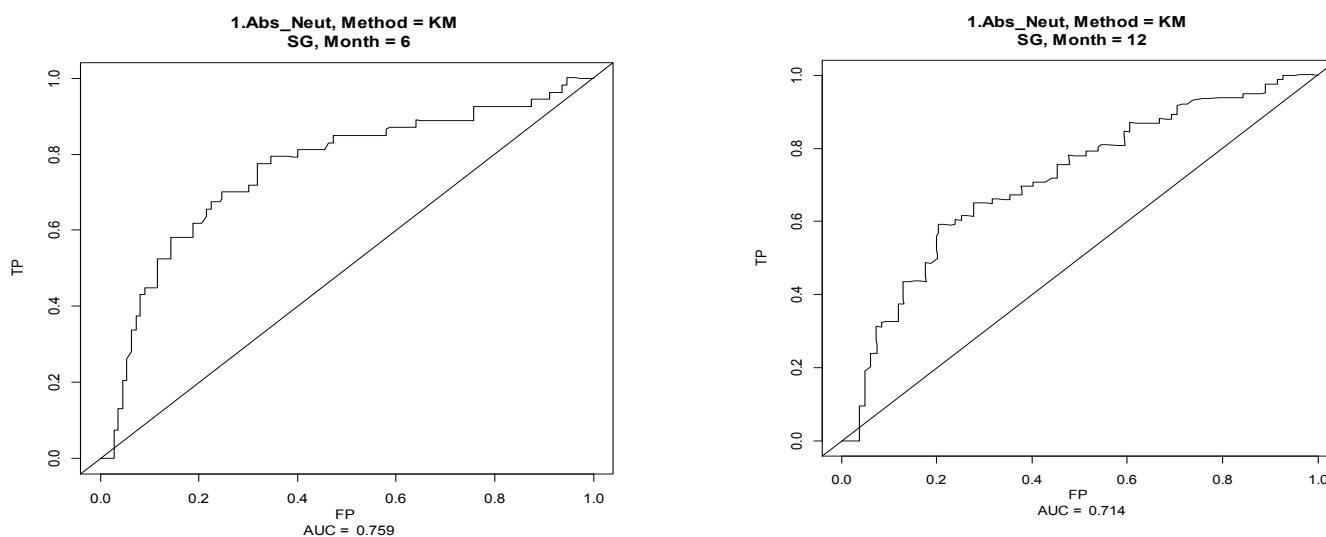 1.Abs_Neut, Method = KM
SG, Month = 6
1.0
0.8
0.6
0.4
0.2
0.0
TP
0.0 0.2 0.4 0.6 0.8 1.0
FP
AUC = 0.759
1.Abs_Neut, Method = KM
SG, Month = 12
1.0
0.8
0.6
0.4
0.2
0.0
TP
0.0 0.2 0.4 0.6 0.8 1.0
FP
AUC = 0.714